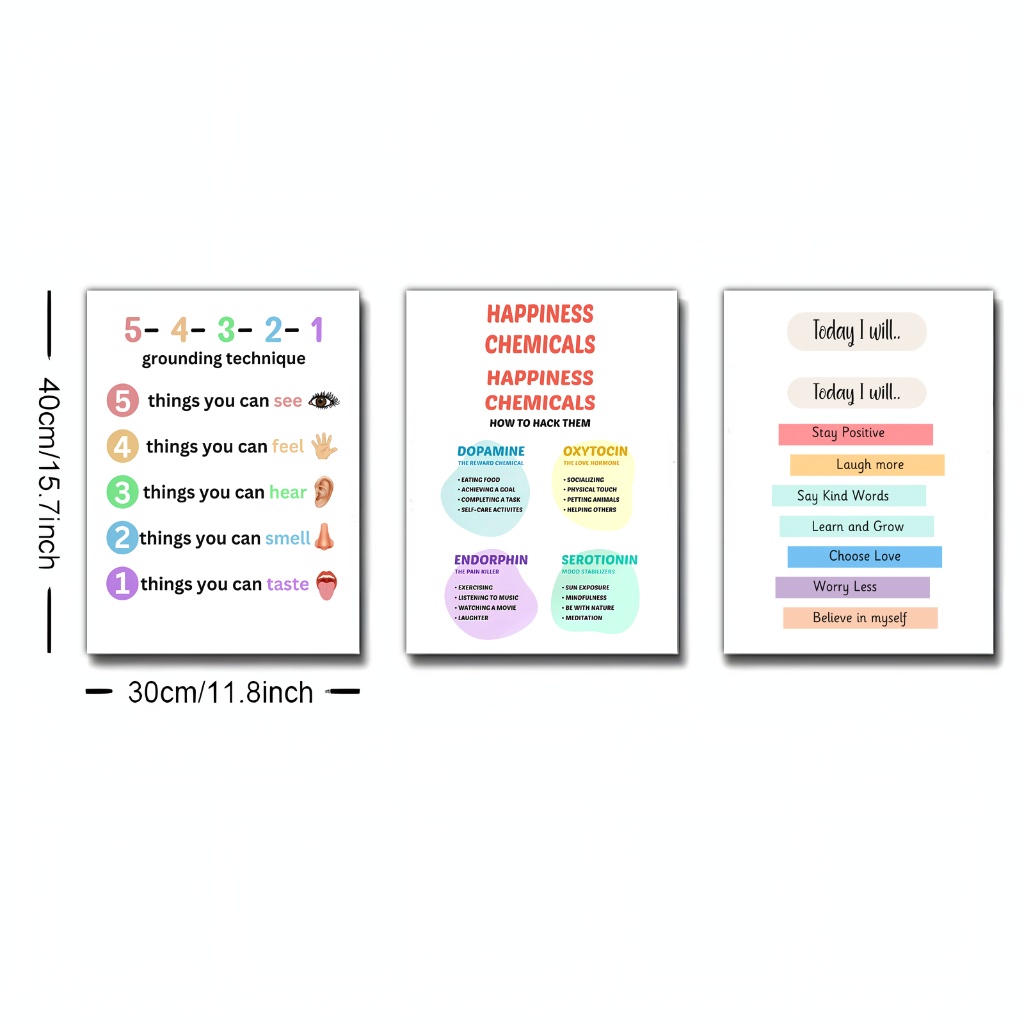 5- 4- 3- 2- 1
grounding technique
5 things you can see
4 things you can feel
3 things you can hear
2 things you can smell
1 things you can taste
40cm/15.7inch
30cm/11.8inch
HAPPINESS
CHEMICALS
HAPPINESS
CHEMICALS
HOW TO HACK THEM
DOPAMINE
THE REWARD CHEMICAL
• EATING FOOD
• ACHIEVING A GOAL
• COMPLETING A TASK
• SELF-CARE ACTIVITES
OXYTOCIN
THE LOVE HORMONE
• SOCIALIZING
• PHYSICAL TOUCH
• PETTING ANIMALS
• HELPING OTHERS
ENDORPHIN
THE PAIN KILLER
• EXERCISING
• LISTENING TO MUSIC
• WATCHING A MOVIE
• LAUGHTER
SEROTIONIN
MOOD STABILIZERS
• SUN EXPOSURE
• MINDFULNESS
• BE WITH NATURE
• MEDITATION
Today I will..
Today I will..
Stay Positive
Laugh more
Say Kind Words
Learn and Grow
Choose Love
Worry Less
Believe in myself